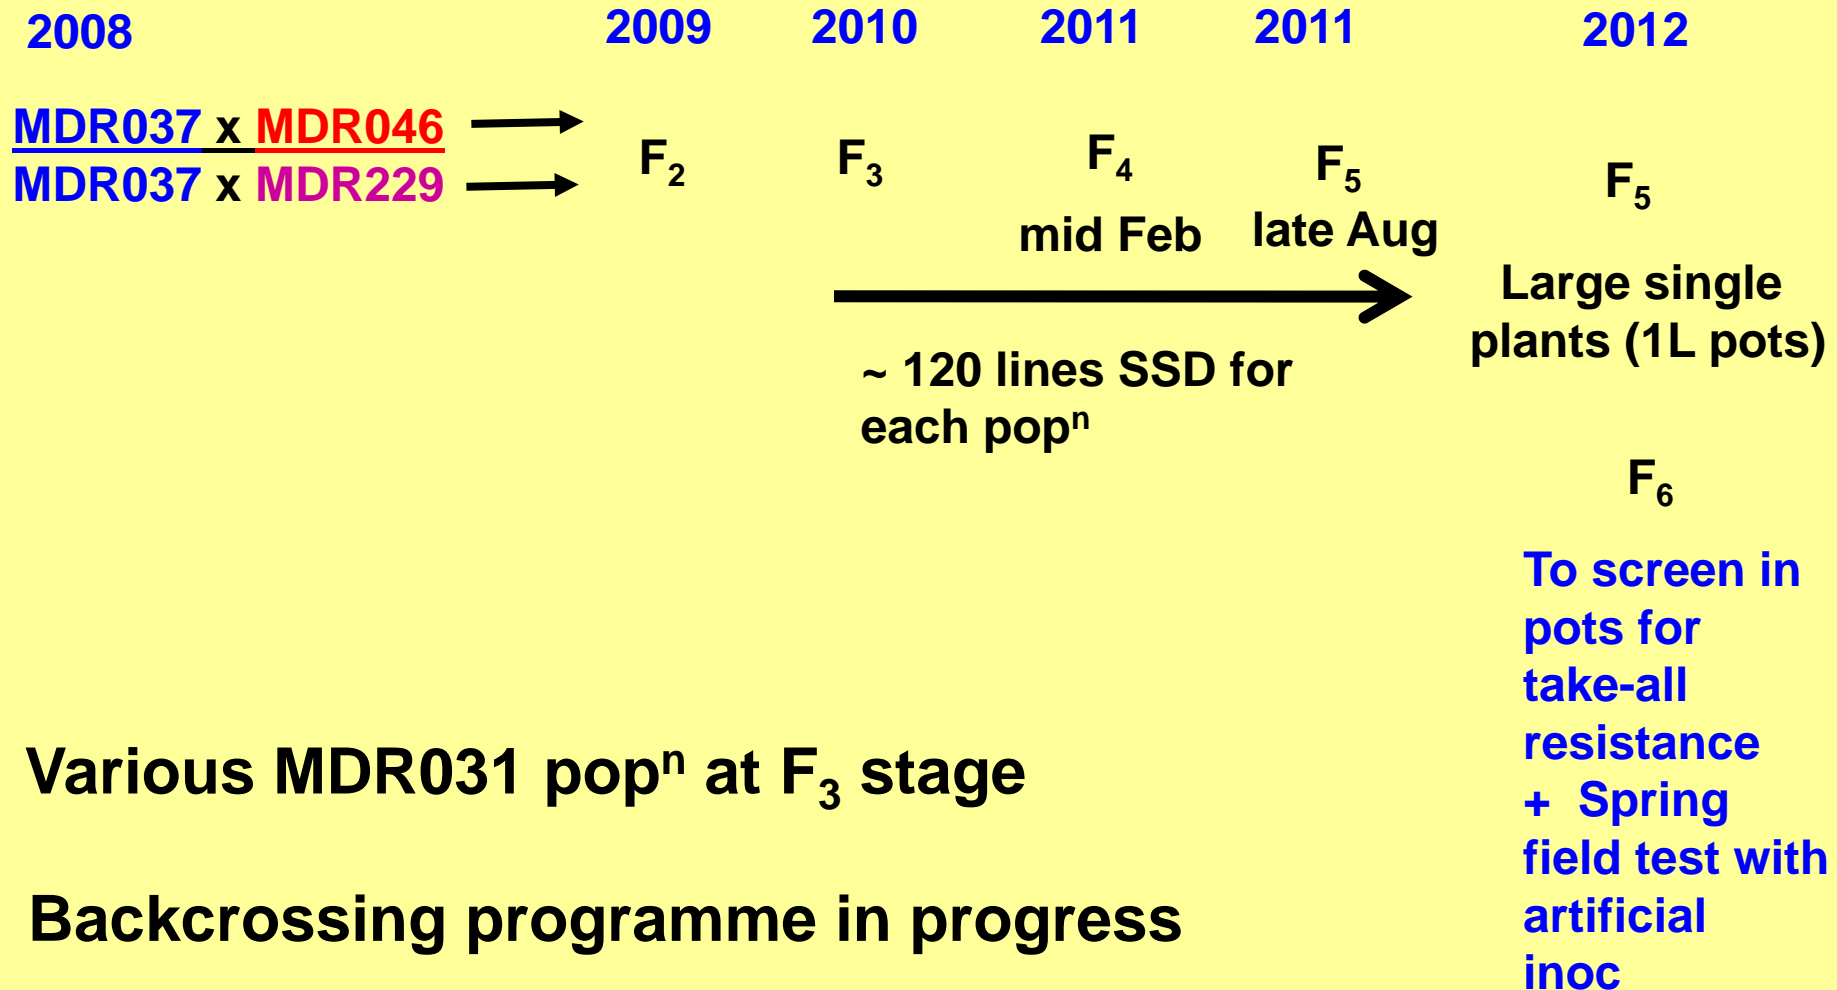 2008 2009 2010 2011 2011 2012
MDR037 x MDR046
MDR037 x MDR229
F₂ F₃ F₄ F₅ F₅
mid Feb late Aug
Large single
plants (1L pots)
~ 120 lines SSD for
each popⁿ
F₆
To screen in
pots for
take-all
resistance
+ Spring
field test with
artificial
inoc
Various MDR031 popⁿ at F₃ stage
Backcrossing programme in progress